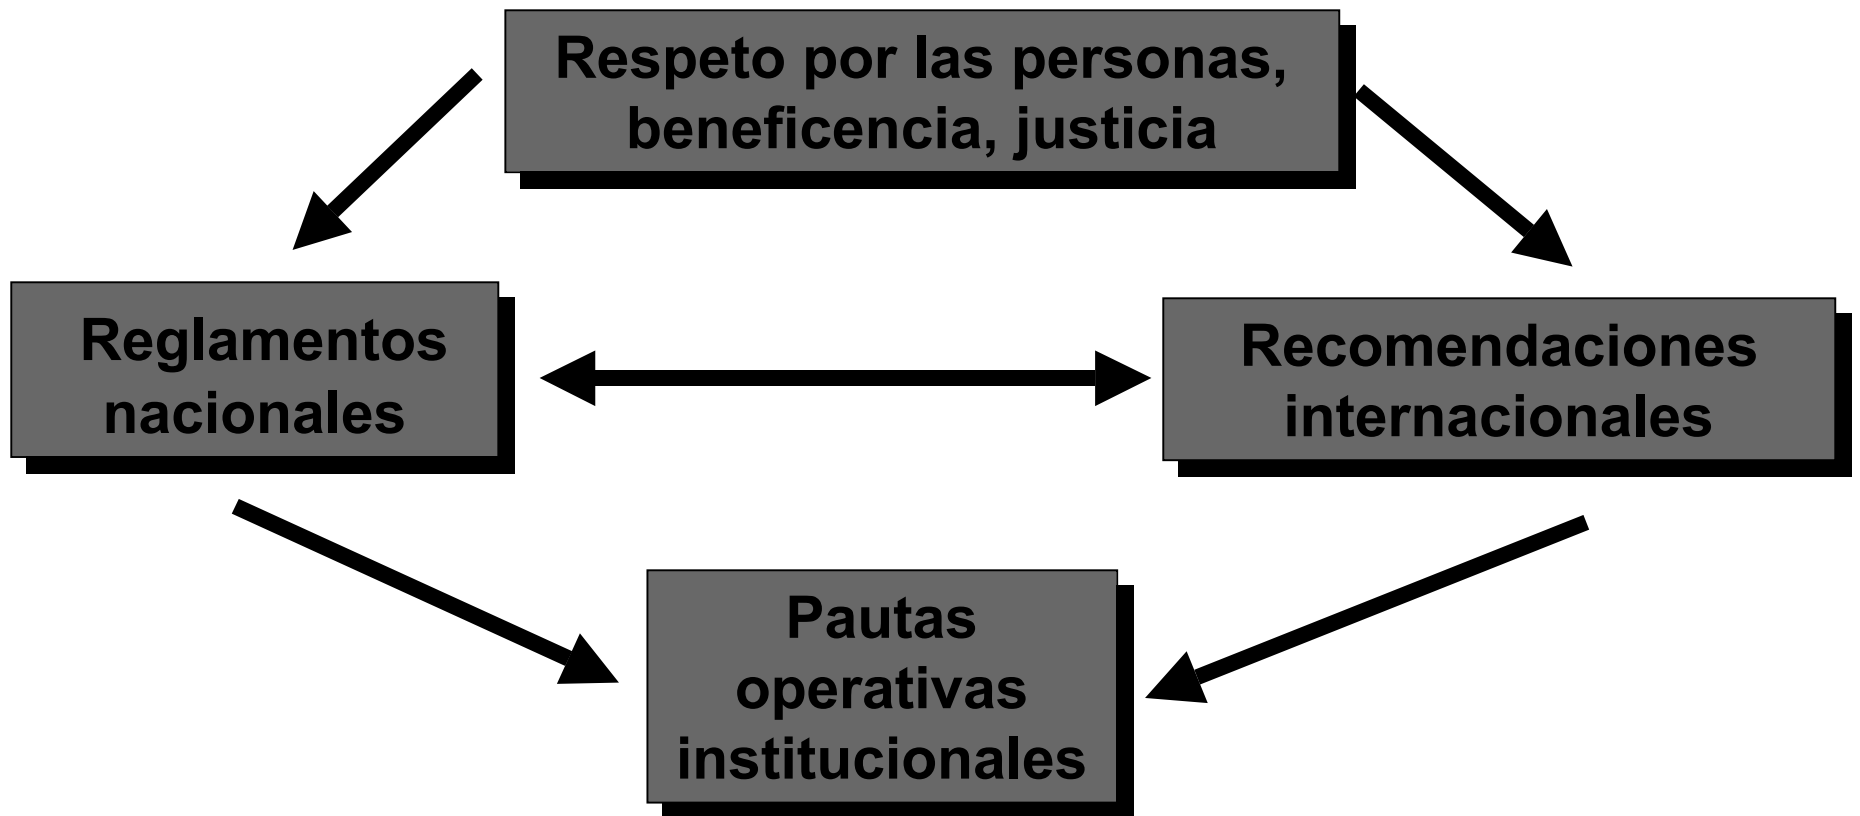 Respeto por las personas,
beneficencia, justicia
Reglamentos
nacionales
Recomendaciones
internacionales
Pautas
operativas
institucionales